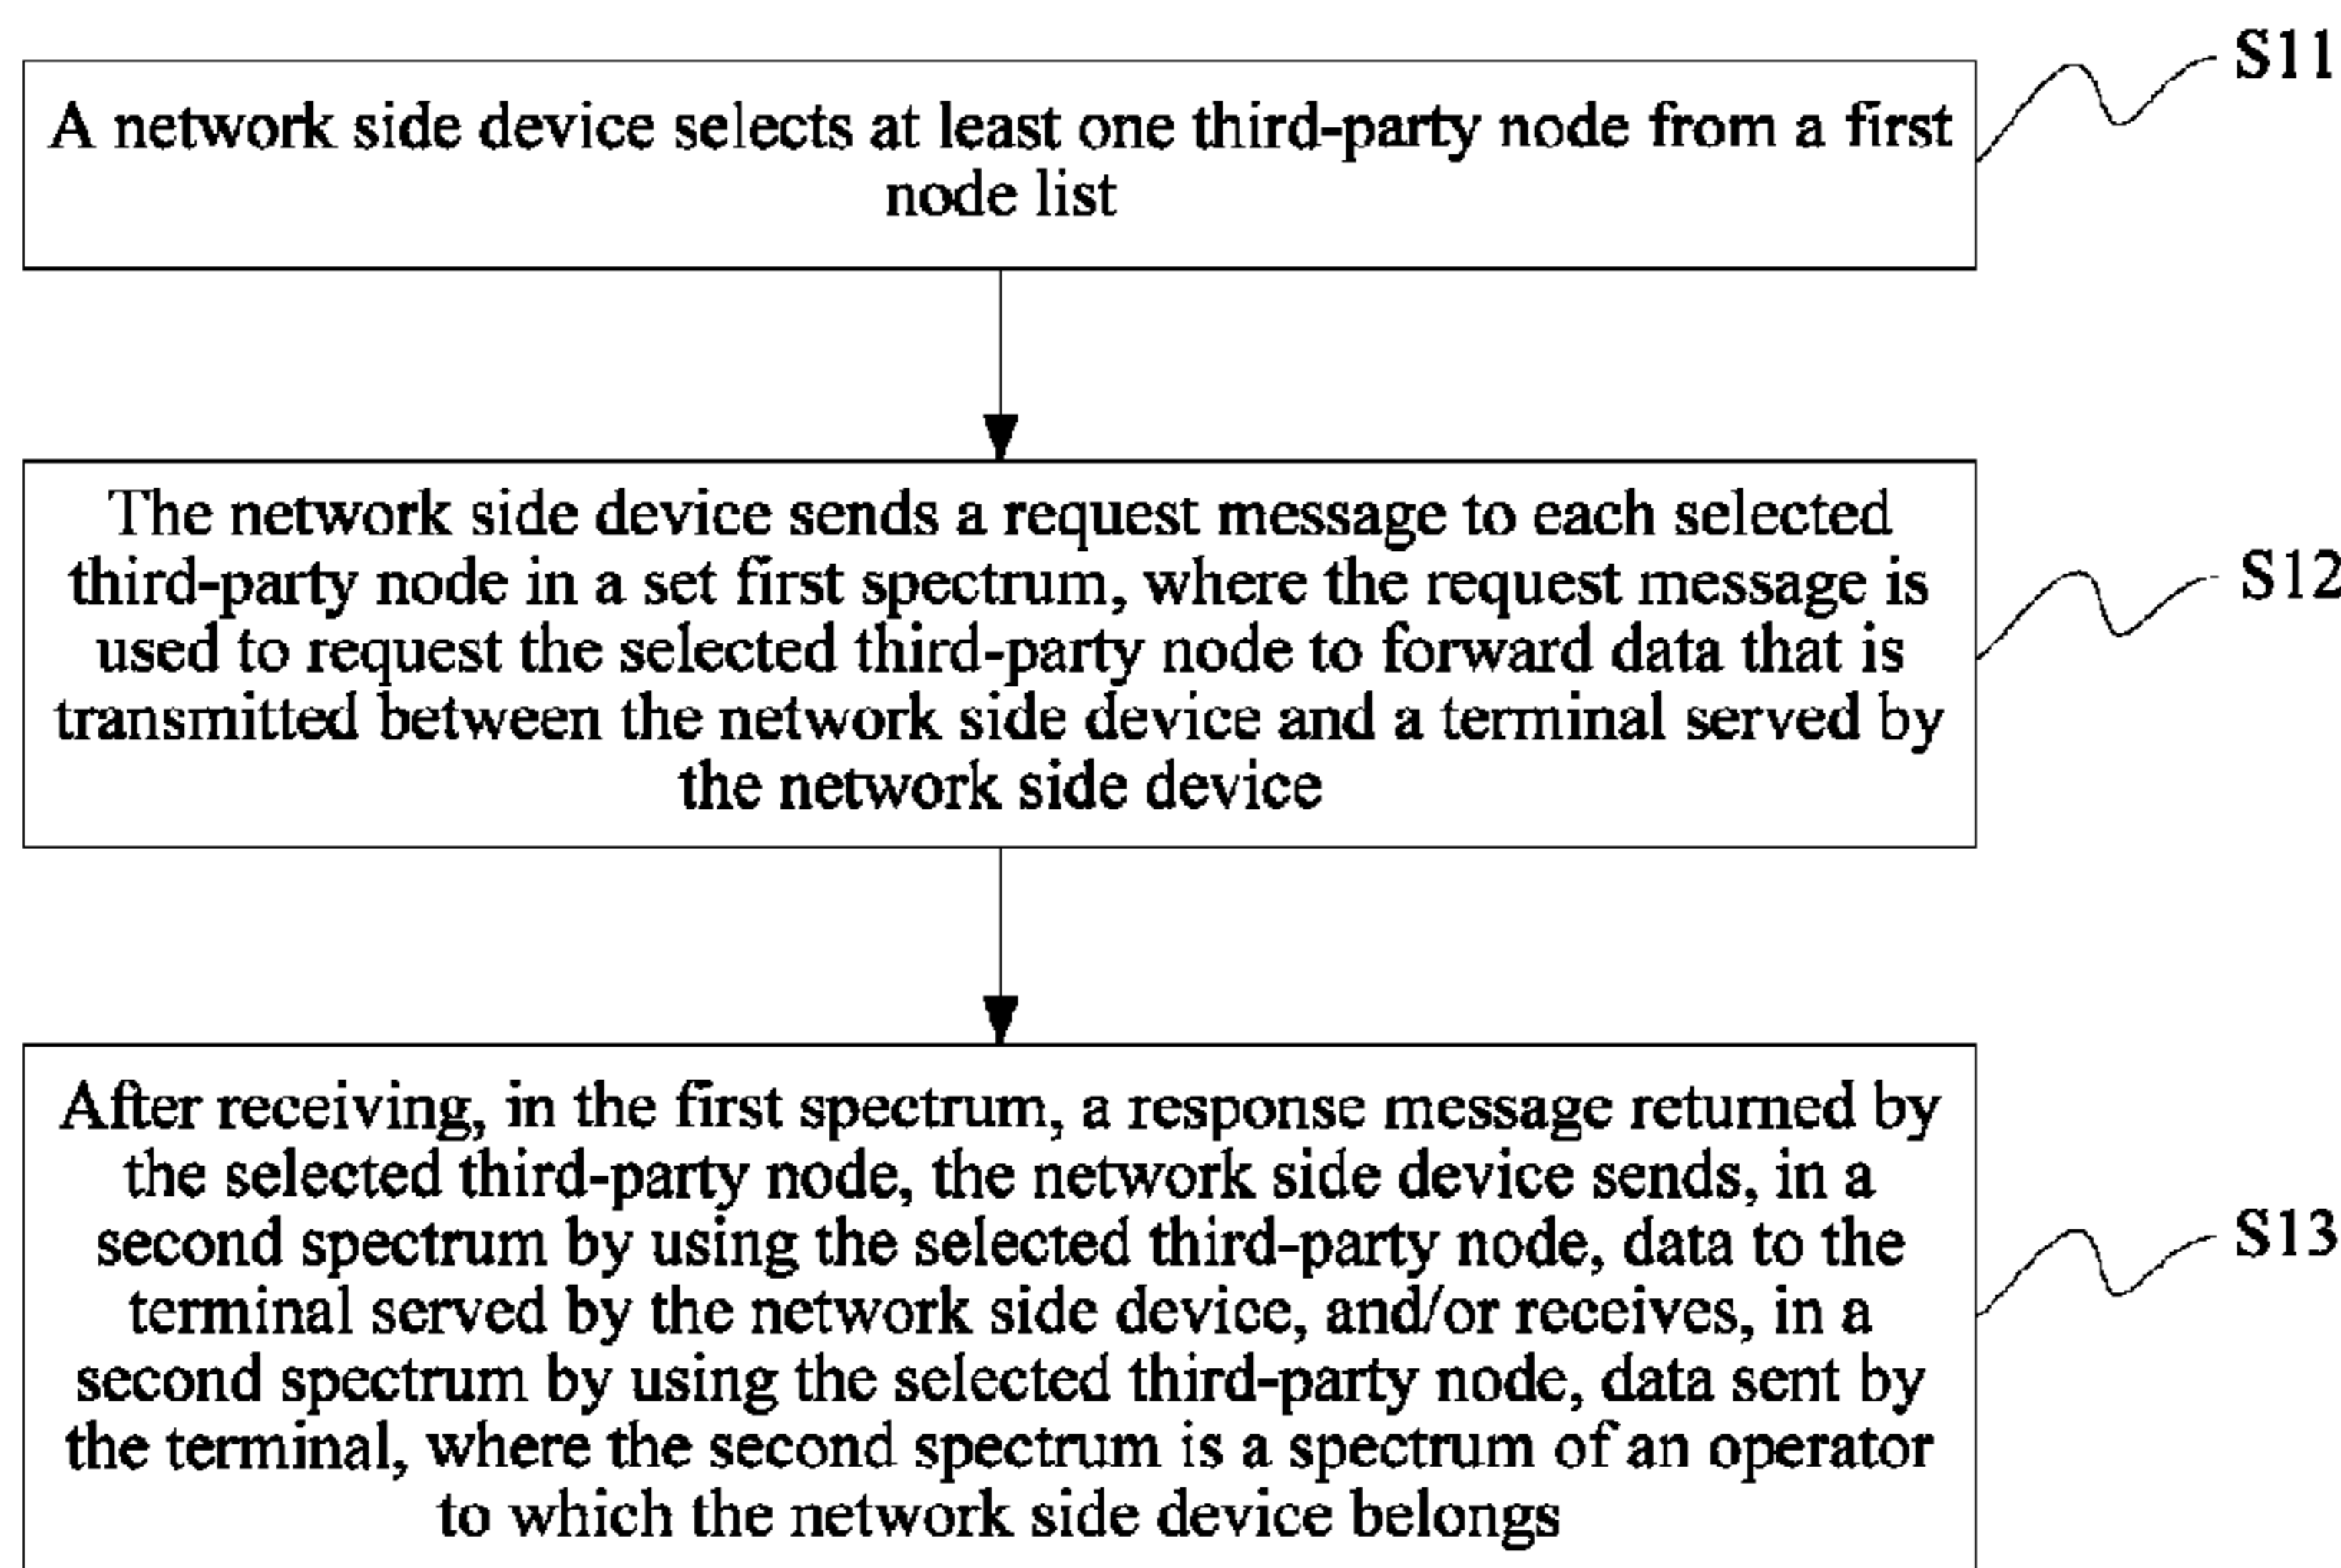 S11
A network side device selects at least one third-party node from a first
node list
The network side device sends a request message to each selected
third-party node in a set first spectrum, where the request message is
used to request the selected third-party node to forward data that is
transmitted between the network side device and a terminal served by
the network side device
S12
After receiving, in the first spectrum, a response message returned by
the selected third-party node, the network side device sends, in a
second spectrum by using the selected third-party node, data to the
terminal served by the network side device, and/or receives, in a
second spectrum by using the selected third-party node, data sent by
the terminal, where the second spectrum is a spectrum of an operator
to which the network side device belongs
S13